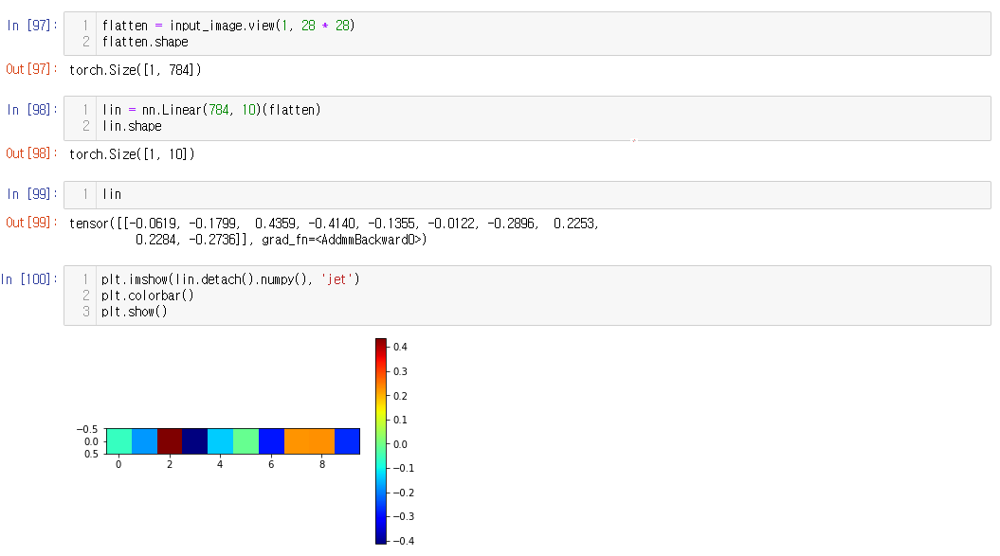 In [97]:
1 flatten = input_image.view(1, 28 * 28)
2 flatten.shape
Out[97]: torch.Size([1, 784])
In [98]:
1 lin = nn.Linear(784, 10)(flatten)
2 lin.shape
Out[98]: torch.Size([1, 10])
In [99]:
1 lin
Out[99]: tensor([[-0.0619, -0.1799,  0.4359, -0.4140, -0.1355, -0.0122, -0.2896,  0.2253,
0.2284, -0.2736]], grad_fn=<AddmmBackward0>)
In [100]:
1 plt.imshow(lin.detach().numpy(), 'jet')
2 plt.colorbar()
3 plt.show()
−0.5
0.0
0.5
0 2 4 6 8
0.4
0.3
0.2
0.1
0.0
−0.1
−0.2
−0.3
−0.4